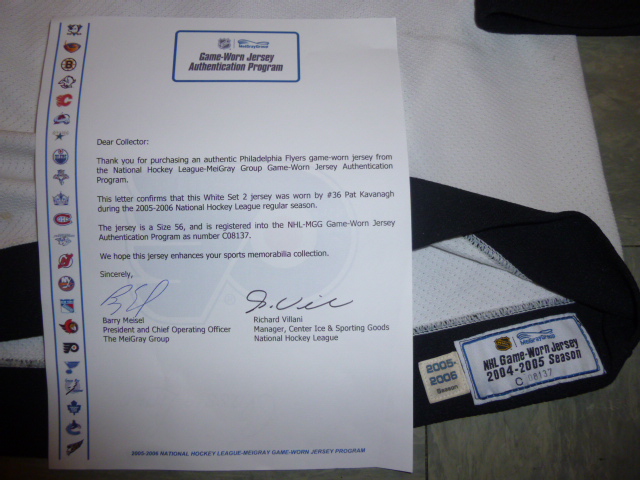 NHL MeiGray Group
Game-Worn Jersey
Authentication Program
Dear Collector:
Thank you for purchasing an authentic Philadelphia Flyers game-worn jersey from
the National Hockey League-MeiGray Group Game-Worn Jersey Authentication
Program.
This letter confirms that this White Set 2 jersey was worn by #36 Pat Kavanagh
during the 2005-2006 National Hockey League regular season.
The jersey is a Size 56, and is registered into the NHL-MGG Game-Worn Jersey
Authentication Program as number C08137.
We hope this jersey enhances your sports memorabilia collection.
Sincerely,
Barry Meisel
President and Chief Operating Officer
The MeiGray Group
Richard Villani
Manager, Center Ice & Sporting Goods
National Hockey League
2005-2006 NATIONAL HOCKEY LEAGUE-MEIGRAY GAME-WORN JERSEY PROGRAM
2005-
2006
Season
MeiGray Group
NHL Game-Worn Jersey
2004-2005 Season
C 08137